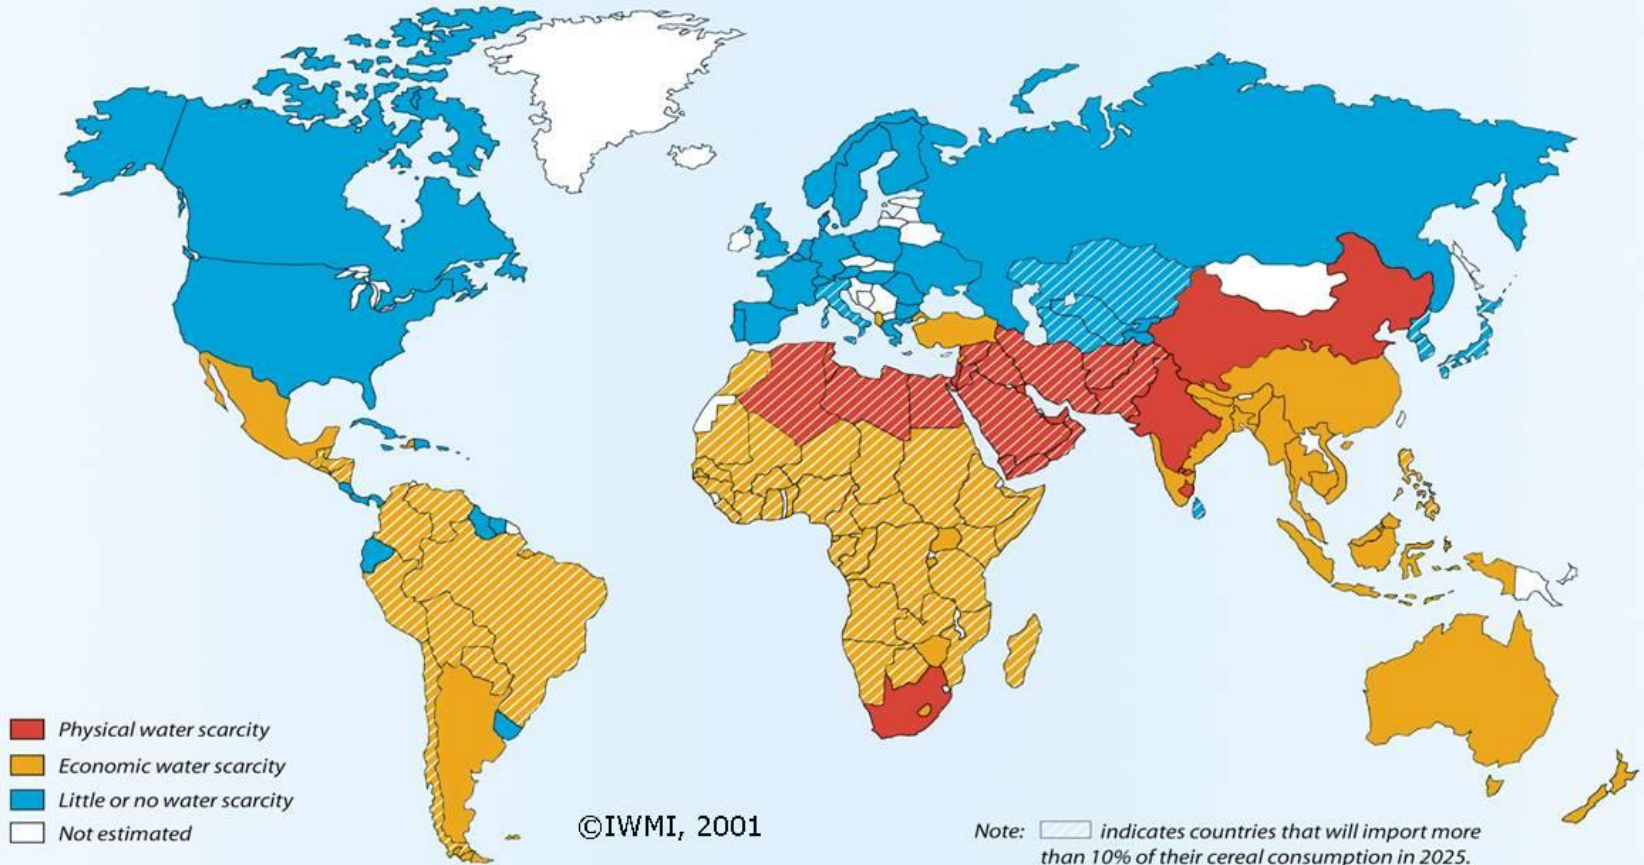 Physical water scarcity
Economic water scarcity
Little or no water scarcity
Not estimated
©IWMI, 2001
Note: indicates countries that will import more
than 10% of their cereal consumption in 2025.